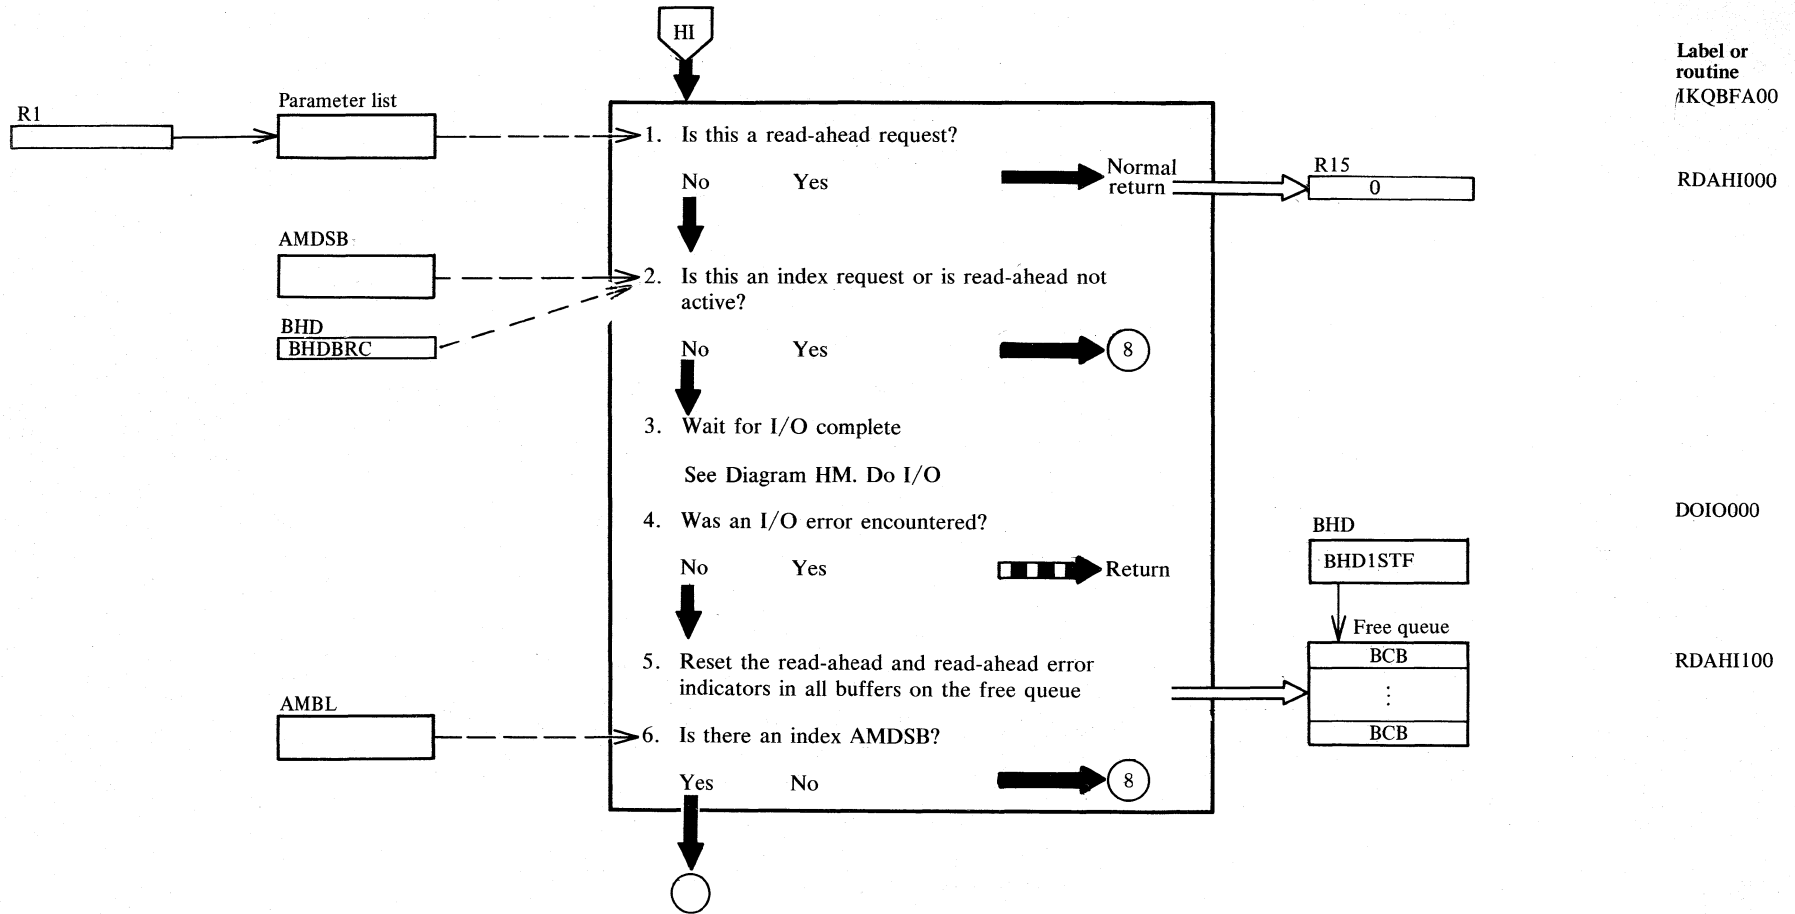 HI
Label or
routine
IKQBFA00
R1
Parameter list
1. Is this a read-ahead request?
No Yes
Normal
return
R15
0
RDAHI000
AMDSB
2. Is this an index request or is read-ahead not
active?
BHD
BHDBRC
No Yes
8
3. Wait for I/O complete
See Diagram HM. Do I/O
4. Was an I/O error encountered?
DOIO000
No Yes
Return
BHD
BHD1STF
Free queue
BCB
BCB
5. Reset the read-ahead and read-ahead error
indicators in all buffers on the free queue
RDAHI100
AMBL
6. Is there an index AMDSB?
Yes No
8